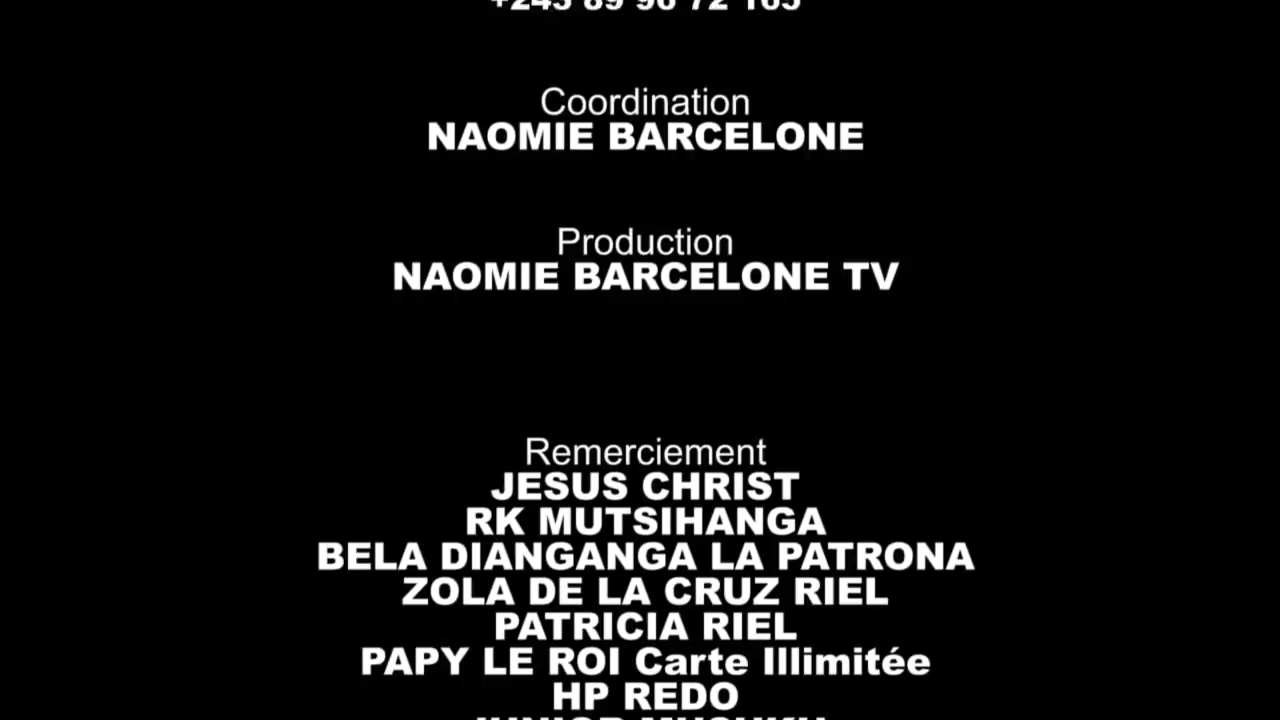 Coordination
NAOMIE BARCELONE
Production
NAOMIE BARCELONE TV
Remerciement
JESUS CHRIST
RK MUTSIHANGA
BELA DIANGANGA LA PATRONA
ZOLA DE LA CRUZ RIEL
PATRICIA RIEL
PAPY LE ROI Carte Illimitée
HP REDO